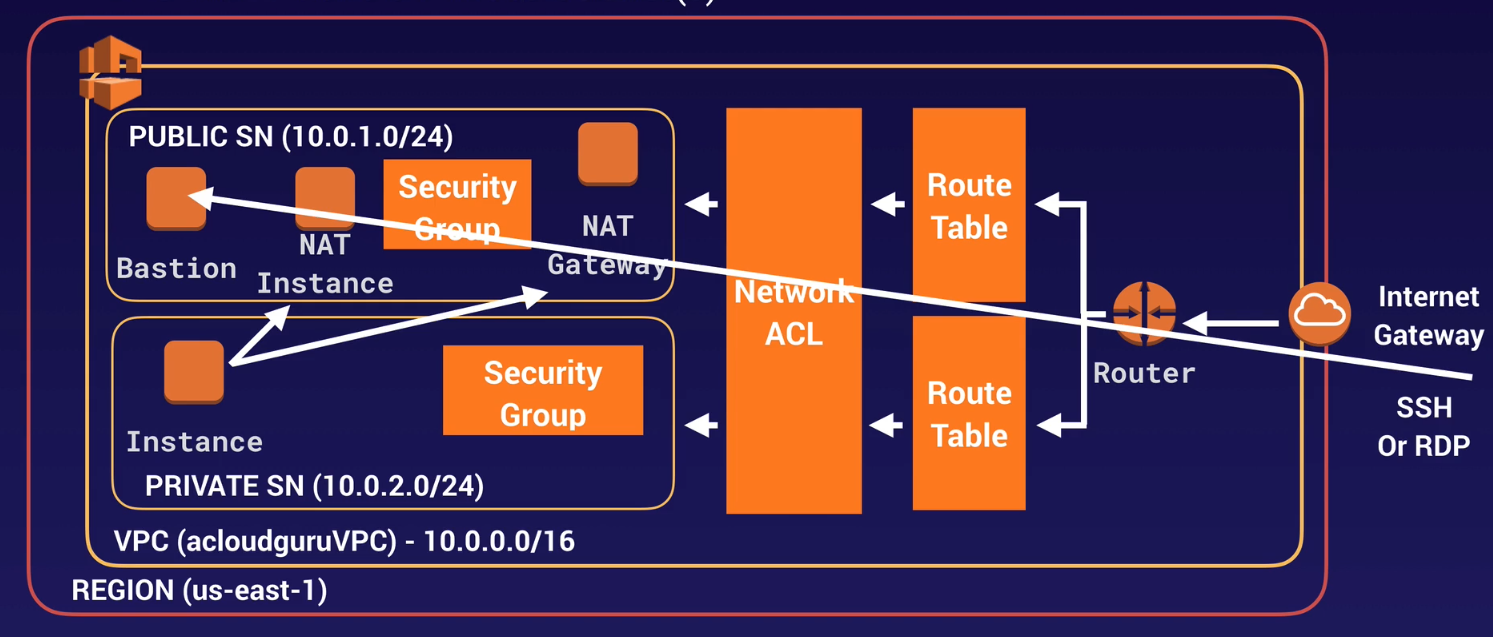 PUBLIC SN (10.0.1.0/24)
Bastion
NAT
Instance
Security
Group
NAT
Gateway
Instance
Security
Group
PRIVATE SN (10.0.2.0/24)
VPC (acloudguruVPC) - 10.0.0.0/16
REGION (us-east-1)
Network
ACL
Route
Table
Route
Table
Router
Internet
Gateway
SSH
Or RDP